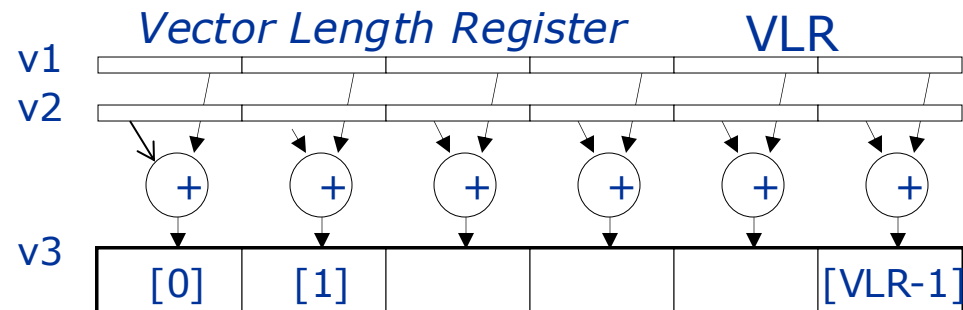 Vector Length Register VLR
v1
v2
+ + + + + +
v3
[0] [1] [VLR-1]